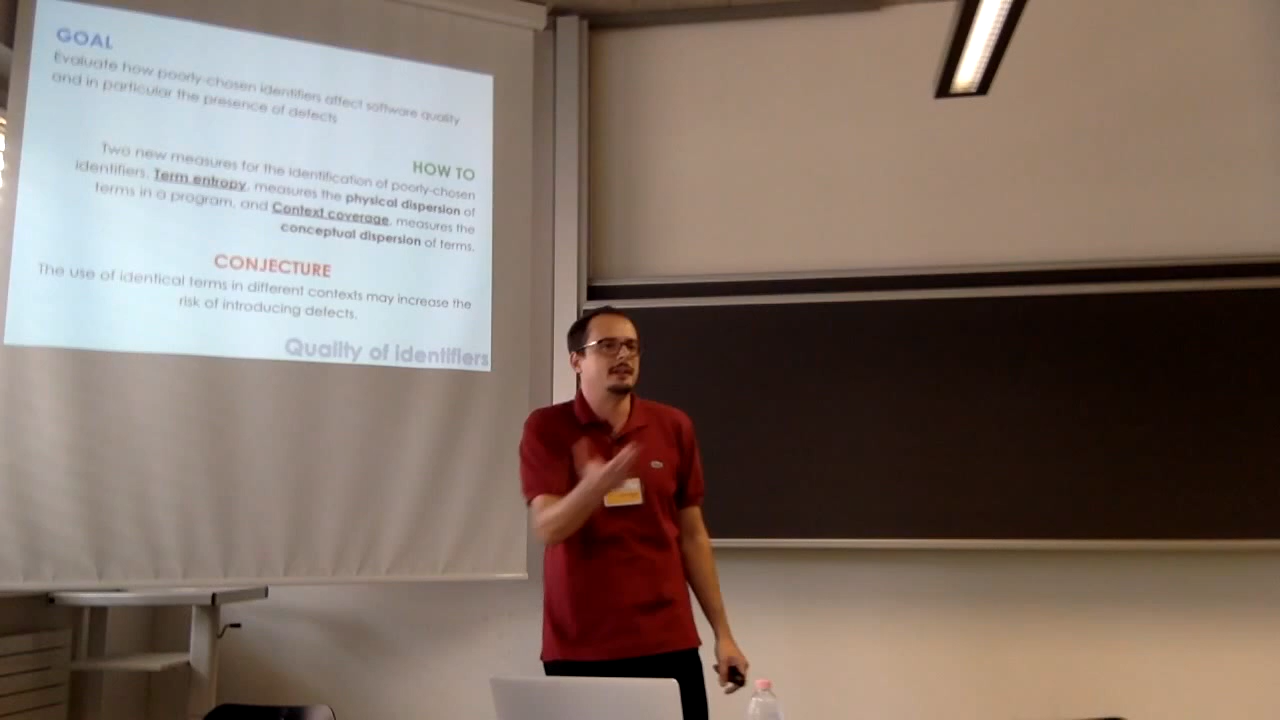 GOAL
Evaluate how poorly-chosen identifiers affect software quality
and in particular the presence of defects
HOW TO
Two new measures for the identification of poorly-chosen
identifiers. Term entropy, measures the physical dispersion of
terms in a program, and Context coverage, measures the
conceptual dispersion of terms.
CONJECTURE
The use of identical terms in different contexts may increase the
risk of introducing defects.
Quality of identifiers